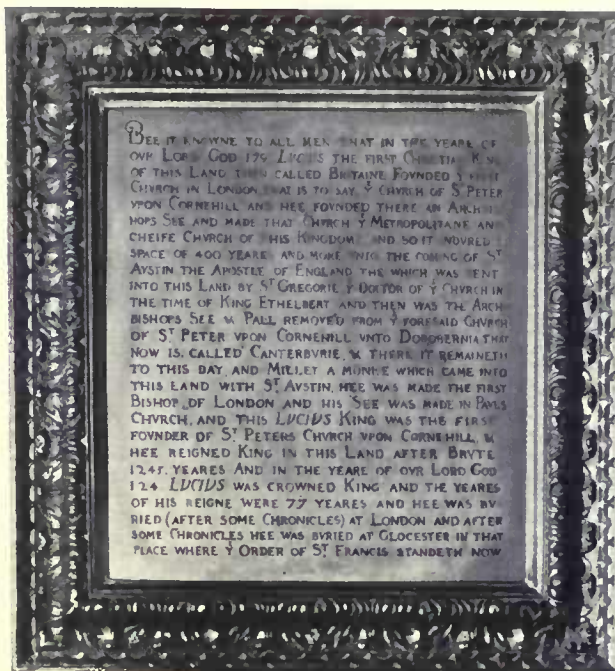 BEE IT KNOWNE TO ALL MEN THAT IN THE YEARE OF
OVR LORD GOD 179 LUCIUS THE FIRST CHRISTIAN KING
OF THIS LAND THEN CALLED BRITAINE FOVNDED Y FIRST
CHVRCH IN LONDON THAT IS TO SAY Y CHVRCH OF ST PETER
VPON CORNEHILL AND HEE FOVNDED THERE AN ARCH
HOPS SEE AND MADE THAT CHVRCH Y METROPOLITANE AN
CHEIFE CHVRCH OF THIS KINGDOM AND SO IT
SPACE OF 400 YEARE AND MORE VNTO THE COMING OF ST
AVSTIN THE APOSTLE OF ENGLAND THE WHICH WAS SENT
INTO THIS LAND BY ST GREGORIE Y DOCTOR OF Y CHVRCH IN
THE TIME OF KING ETHELBERT AND THEN WAS THE ARCH
BISHOPS SEE & PALL REMOVED FROM Y FORESAID CHVRCH
OF ST PETER VPON CORNEHILL VNTO DOROBERNIA THAT
NOW IS CALLED CANTERBVRIE, & THERE IT REMAINETH
TO THIS DAY, AND MILLET A MONKE WHICH CAME INTO
THIS LAND WITH ST AVSTIN, HEE WAS MADE THE FIRST
BISHOP OF LONDON AND HIS SEE WAS MADE IN PAVLS
CHVRCH, AND THIS LUCIUS KING WAS THE FIRST
FOVNDER OF ST PETERS CHVRCH VPON CORNEHILL, &
HEE REIGNED KING IN THIS LAND AFTER BRVTE
1245. YEARES AND IN THE YEARE OF OVR LORD GOD
124 LUCIUS WAS CROWNED KING AND THE YEARES
OF HIS REIGNE WERE 77 YEARES AND HEE WAS BV
RIED (AFTER SOME CHRONICLES) AT LONDON AND AFTER
SOME CHRONICLES HEE WAS BVRIED AT GLOCESTER IN THAT
PLACE WHERE Y ORDER OF ST FRANCIS STANDETH NOW